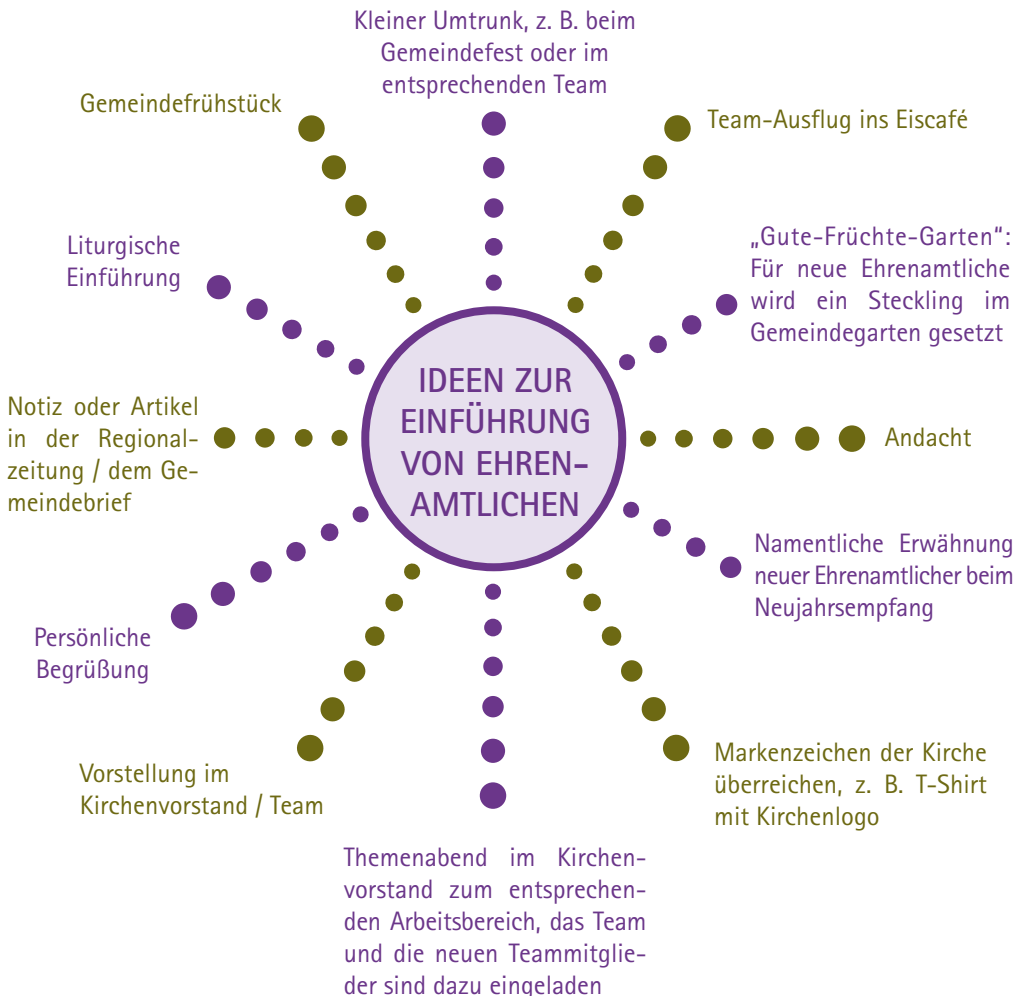 Kleiner Umtrunk, z. B. beim
Gemeindefest oder im
entsprechenden Team
Gemeindefrühstück
Team-Ausflug ins Eiscafé
Liturgische
Einführung
„Gute-Früchte-Garten“:
Für neue Ehrenamtliche
wird ein Steckling im
Gemeindegarten gesetzt
IDEEN ZUR
EINFÜHRUNG
VON EHREN-
AMTLICHEN
Notiz oder Artikel
in der Regional-
zeitung / dem Ge-
meindebrief
Andacht
Namentliche Erwähnung
neuer Ehrenamtlicher beim
Neujahrsempfang
Persönliche
Begrüßung
Vorstellung im
Kirchenvorstand / Team
Markenzeichen der Kirche
überreichen, z. B. T-Shirt
mit Kirchenlogo
Themenabend im Kirchen-
vorstand zum entsprechen-
den Arbeitsbereich, das Team
und die neuen Teammitglie-
der sind dazu eingeladen